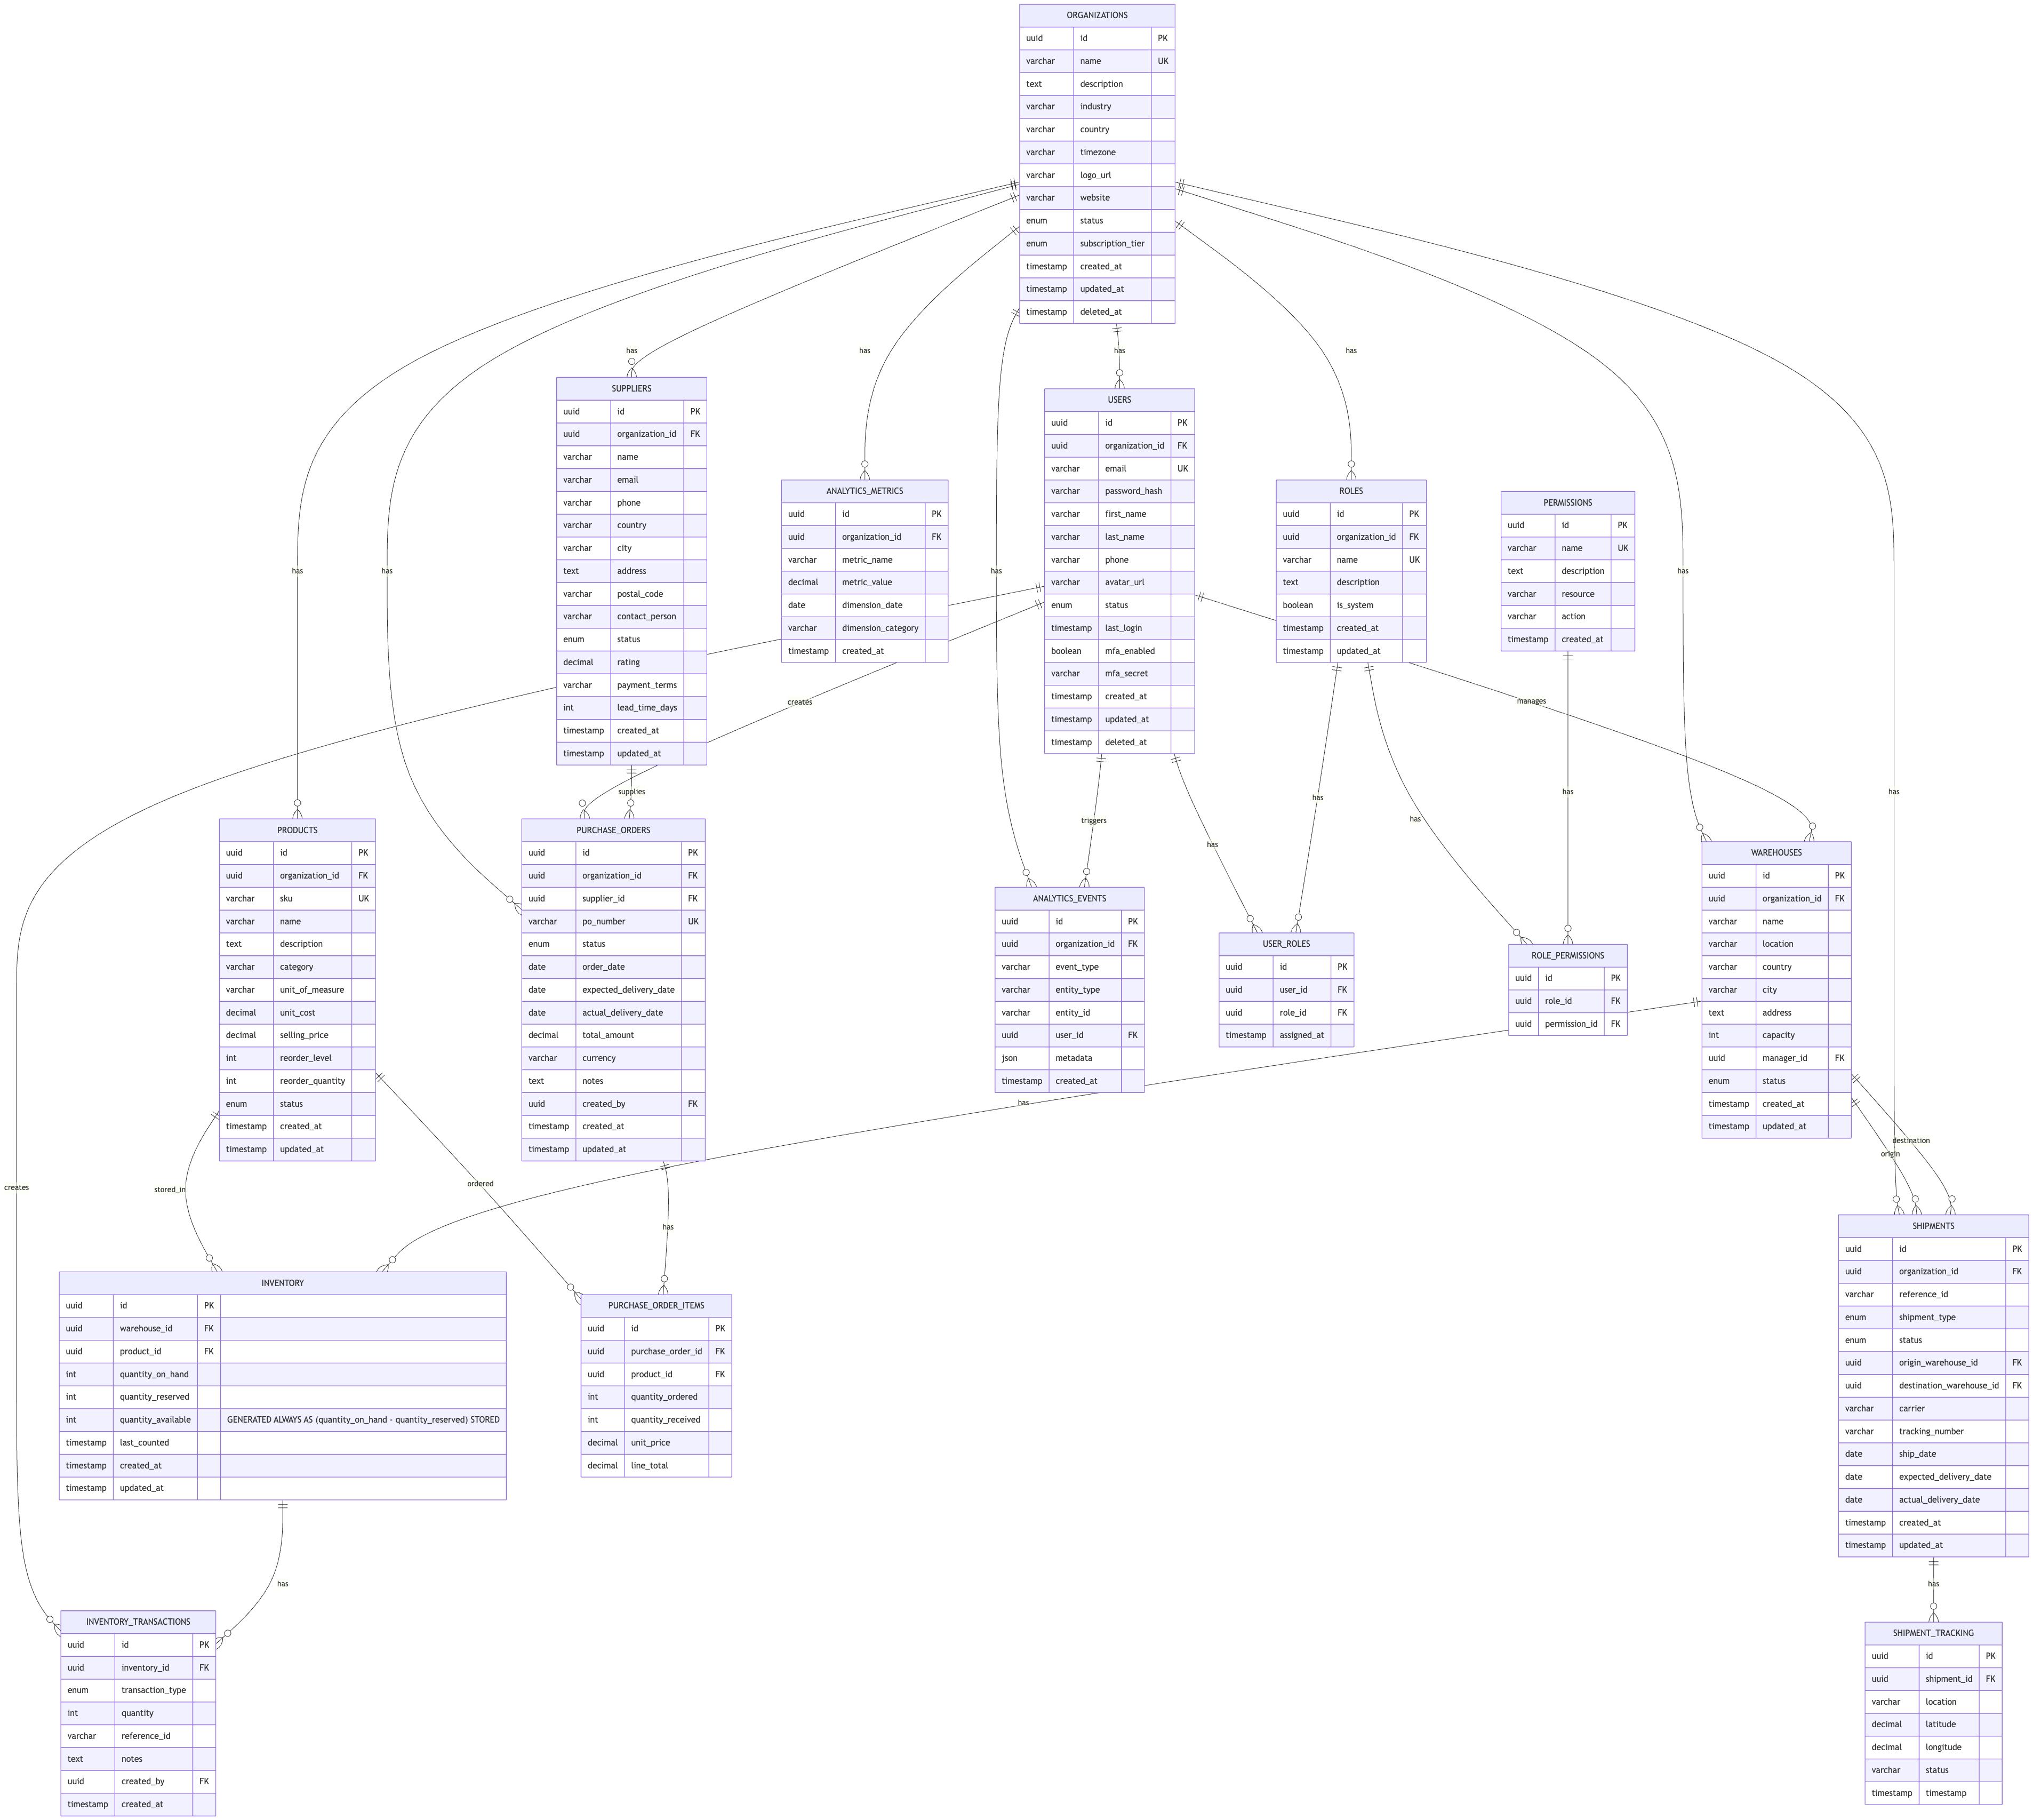 ORGANIZATIONS
uuid id PK
varchar name UK
text description
varchar industry
varchar country
varchar timezone
varchar logo_url
varchar website
enum status
enum subscription_tier
timestamp created_at
timestamp updated_at
timestamp deleted_at
has
has
has
has
SUPPLIERS
uuid id PK
uuid organization_id FK
varchar name
varchar email
varchar phone
varchar country
varchar city
text address
varchar postal_code
varchar contact_person
enum status
decimal rating
varchar payment_terms
int lead_time_days
timestamp created_at
timestamp updated_at
USERS
uuid id PK
uuid organization_id FK
varchar email UK
varchar password_hash
varchar first_name
varchar last_name
varchar phone
varchar avatar_url
enum status
timestamp last_login
boolean mfa_enabled
varchar mfa_secret
timestamp created_at
timestamp updated_at
timestamp deleted_at
ANALYTICS_METRICS
uuid id PK
uuid organization_id FK
varchar metric_name
decimal metric_value
date dimension_date
varchar dimension_category
timestamp created_at
ROLES
uuid id PK
uuid organization_id FK
varchar name UK
text description
boolean is_system
timestamp created_at
timestamp updated_at
PERMISSIONS
uuid id PK
varchar name UK
text description
varchar resource
varchar action
timestamp created_at
has
has
has
has
creates
manages
supplies
has
has
triggers
has
has
has
PRODUCTS
uuid id PK
uuid organization_id FK
varchar sku UK
varchar name
text description
varchar category
varchar unit_of_measure
decimal unit_cost
decimal selling_price
int reorder_level
int reorder_quantity
enum status
timestamp created_at
timestamp updated_at
PURCHASE_ORDERS
uuid id PK
uuid organization_id FK
uuid supplier_id FK
varchar po_number UK
enum status
date order_date
date expected_delivery_date
date actual_delivery_date
decimal total_amount
varchar currency
text notes
uuid created_by FK
timestamp created_at
timestamp updated_at
ANALYTICS_EVENTS
uuid id PK
uuid organization_id FK
varchar event_type
varchar entity_type
varchar entity_id
uuid user_id FK
json metadata
timestamp created_at
USER_ROLES
uuid id PK
uuid user_id FK
uuid role_id FK
timestamp assigned_at
ROLE_PERMISSIONS
uuid id PK
uuid role_id FK
uuid permission_id FK
WAREHOUSES
uuid id PK
uuid organization_id FK
varchar name
varchar location
varchar country
varchar city
text address
int capacity
uuid manager_id FK
enum status
timestamp created_at
timestamp updated_at
has
destination
origin
ordered
creates
stored_in
has
INVENTORY
uuid id PK
uuid warehouse_id FK
uuid product_id FK
int quantity_on_hand
int quantity_reserved
int quantity_available GENERATED ALWAYS AS (quantity_on_hand - quantity_reserved) STORED
timestamp last_counted
timestamp created_at
timestamp updated_at
PURCHASE_ORDER_ITEMS
uuid id PK
uuid purchase_order_id FK
uuid product_id FK
int quantity_ordered
int quantity_received
decimal unit_price
decimal line_total
SHIPMENTS
uuid id PK
uuid organization_id FK
varchar reference_id
enum shipment_type
enum status
uuid origin_warehouse_id FK
uuid destination_warehouse_id FK
varchar carrier
varchar tracking_number
date ship_date
date expected_delivery_date
date actual_delivery_date
timestamp created_at
timestamp updated_at
has
has
INVENTORY_TRANSACTIONS
uuid id PK
uuid inventory_id FK
enum transaction_type
int quantity
varchar reference_id
text notes
uuid created_by FK
timestamp created_at
SHIPMENT_TRACKING
uuid id PK
uuid shipment_id FK
varchar location
decimal latitude
decimal longitude
varchar status
timestamp timestamp